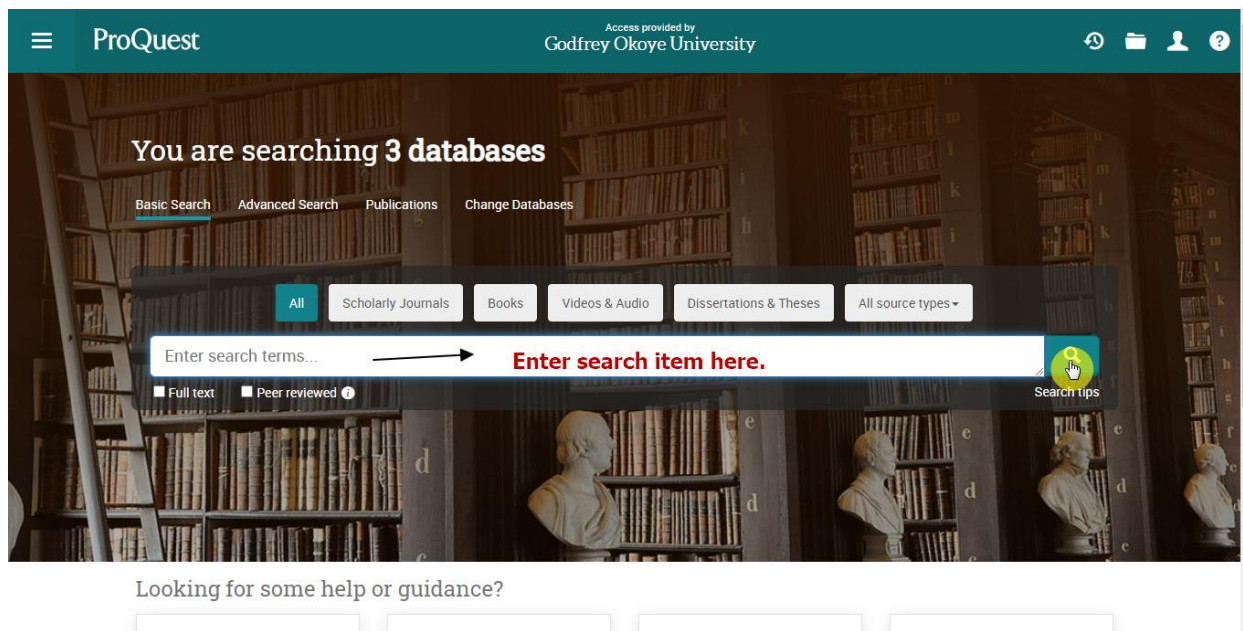 ProQuest
Access provided by
Godfrey Okoye University
You are searching 3 databases
Basic Search Advanced Search Publications Change Databases
All Scholarly Journals Books Videos & Audio Dissertations & Theses All source types
Enter search terms... Enter search item here.
Full text Peer reviewed
Search tips
Looking for some help or guidance?